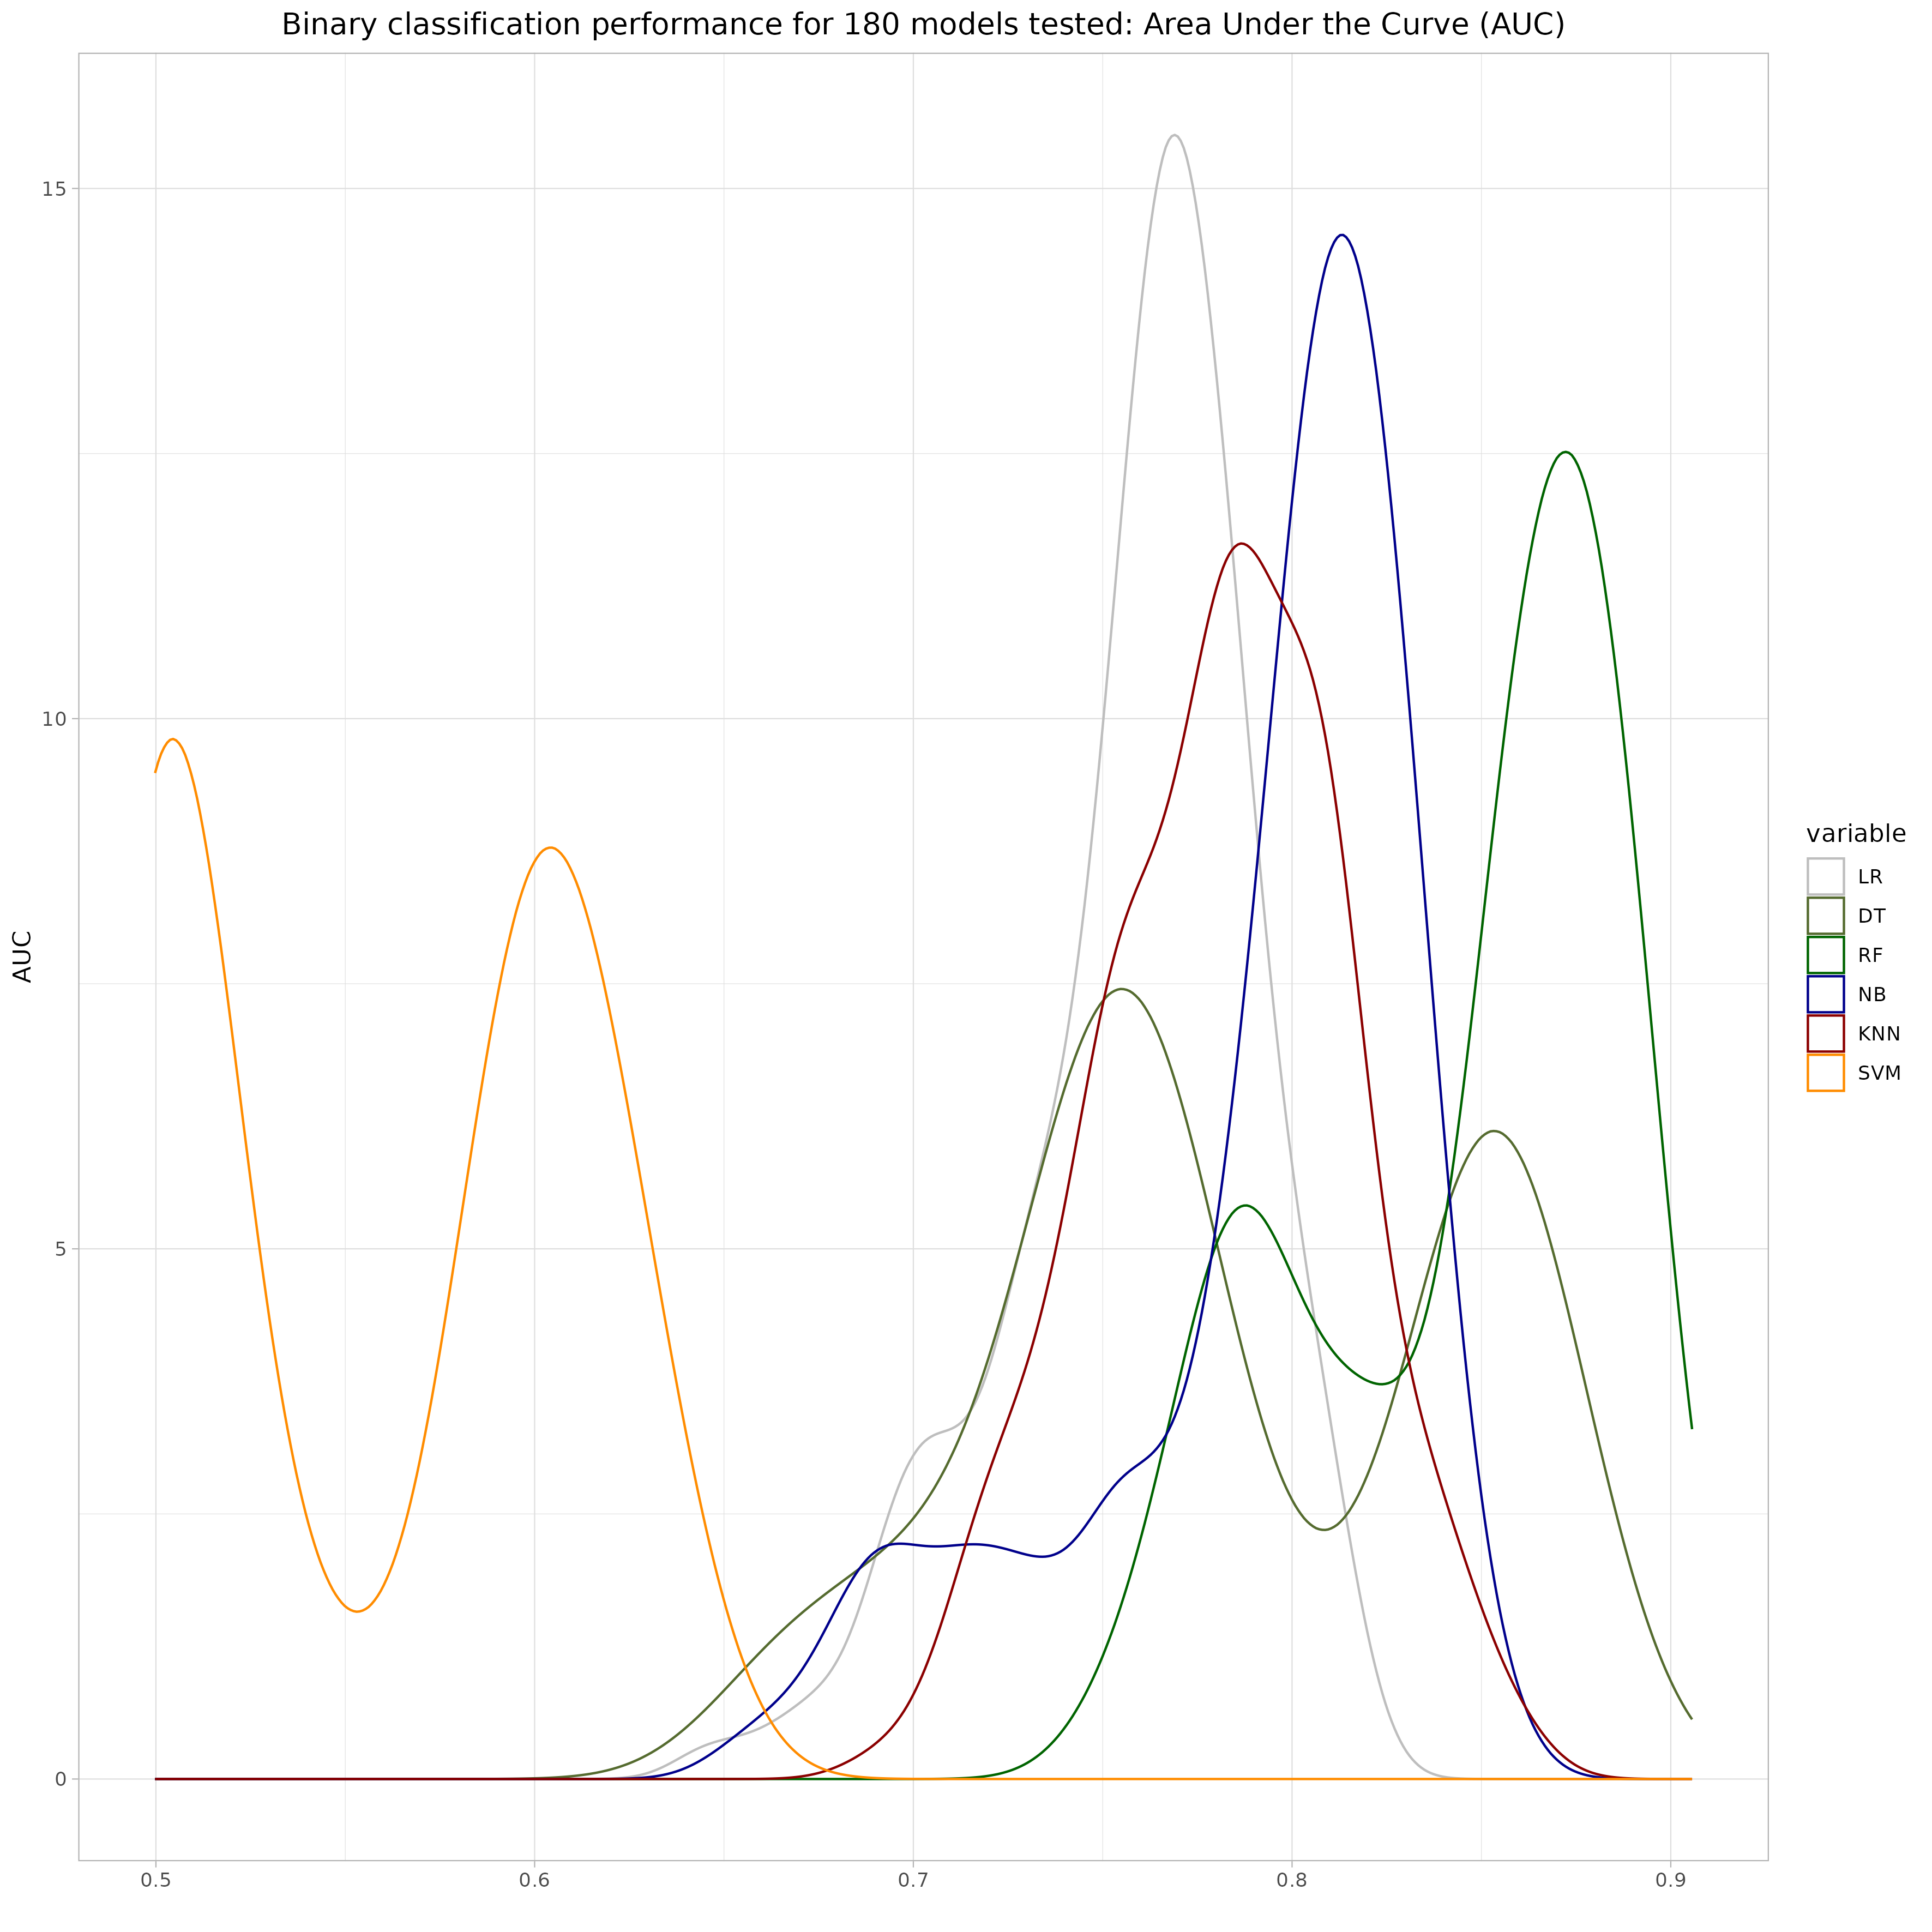 Binary classification performance for 180 models tested: Area Under the Curve (AUC)
15
10
5
0
AUC
0.5 0.6 0.7 0.8 0.9
variable
LR
DT
RF
NB
KNN
SVM